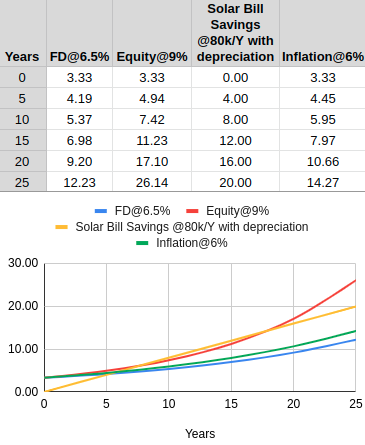 Solar Bill
Savings
@80k/Y with
Years FD@6.5% Equity@9% depreciation Inflation@6%
0 3.33 3.33 0.00 3.33
5 4.19 4.94 4.00 4.45
10 5.37 7.42 8.00 5.95
15 6.98 11.23 12.00 7.97
20 9.20 17.10 16.00 10.66
25 12.23 26.14 20.00 14.27
FD@6.5% Equity@9%
Solar Bill Savings @80k/Y with depreciation
Inflation@6%
30.00
20.00
10.00
0.00
0 5 10 15 20 25
Years